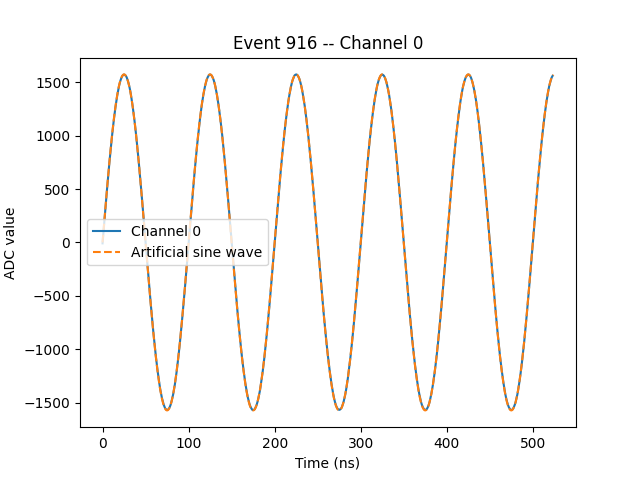 Event 916 -- Channel 0
ADC value
1500
1000
500
0
−500
−1000
−1500
Channel 0
Artificial sine wave
0 100 200 300 400 500
Time (ns)